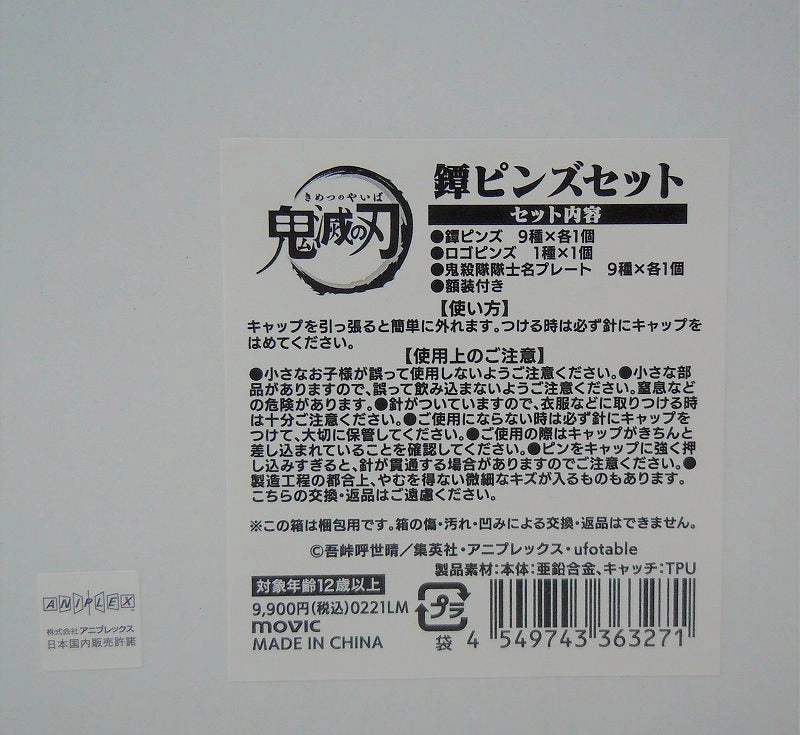 鐔ピンズセット
きめつのやいば
鬼滅の刃
セット内容
●鐔ピンズ 9種×各1個
●ロゴピンズ 1種×1個
●鬼殺隊隊士名プレート 9種×各1個
●額装付き
【使い方】
キャップを引っ張ると簡単に外れます。つける時は必ず針にキャップを
はめてください。
【使用上のご注意】
●小さなお子様が誤って使用しないようご注意ください。●小さな部
品がありますので、誤って飲み込まないようご注意ください。窒息など
の危険があります。●針がついていますので、衣服などに取りつける時
は十分ご注意ください。●ご使用にならない時は必ず針にキャップを
つけて、大切に保管してください。●ご使用の際はキャップがきちんと
差し込まれていることを確認してください。●ピンをキャップに強く押
し込みすぎると、針が貫通する場合がありますのでご注意ください。●
製造工程の都合上、やむを得ない微細なキズが入るものもあります。
こちらの交換・返品はご遠慮ください。
※この箱は梱包用です。箱の傷・汚れ・凹みによる交換・返品はできません。
©吾峠呼世晴／集英社・アニプレックス・ufotable
製品素材：本体：亜鉛合金、キャッチ：TPU
対象年齢12歳以上
9,900円(税込)0221LM
movic
MADE IN CHINA
プラ
袋
4 549743 363271
ANIPLEX
株式会社アニプレックス
日本国内販売許諾